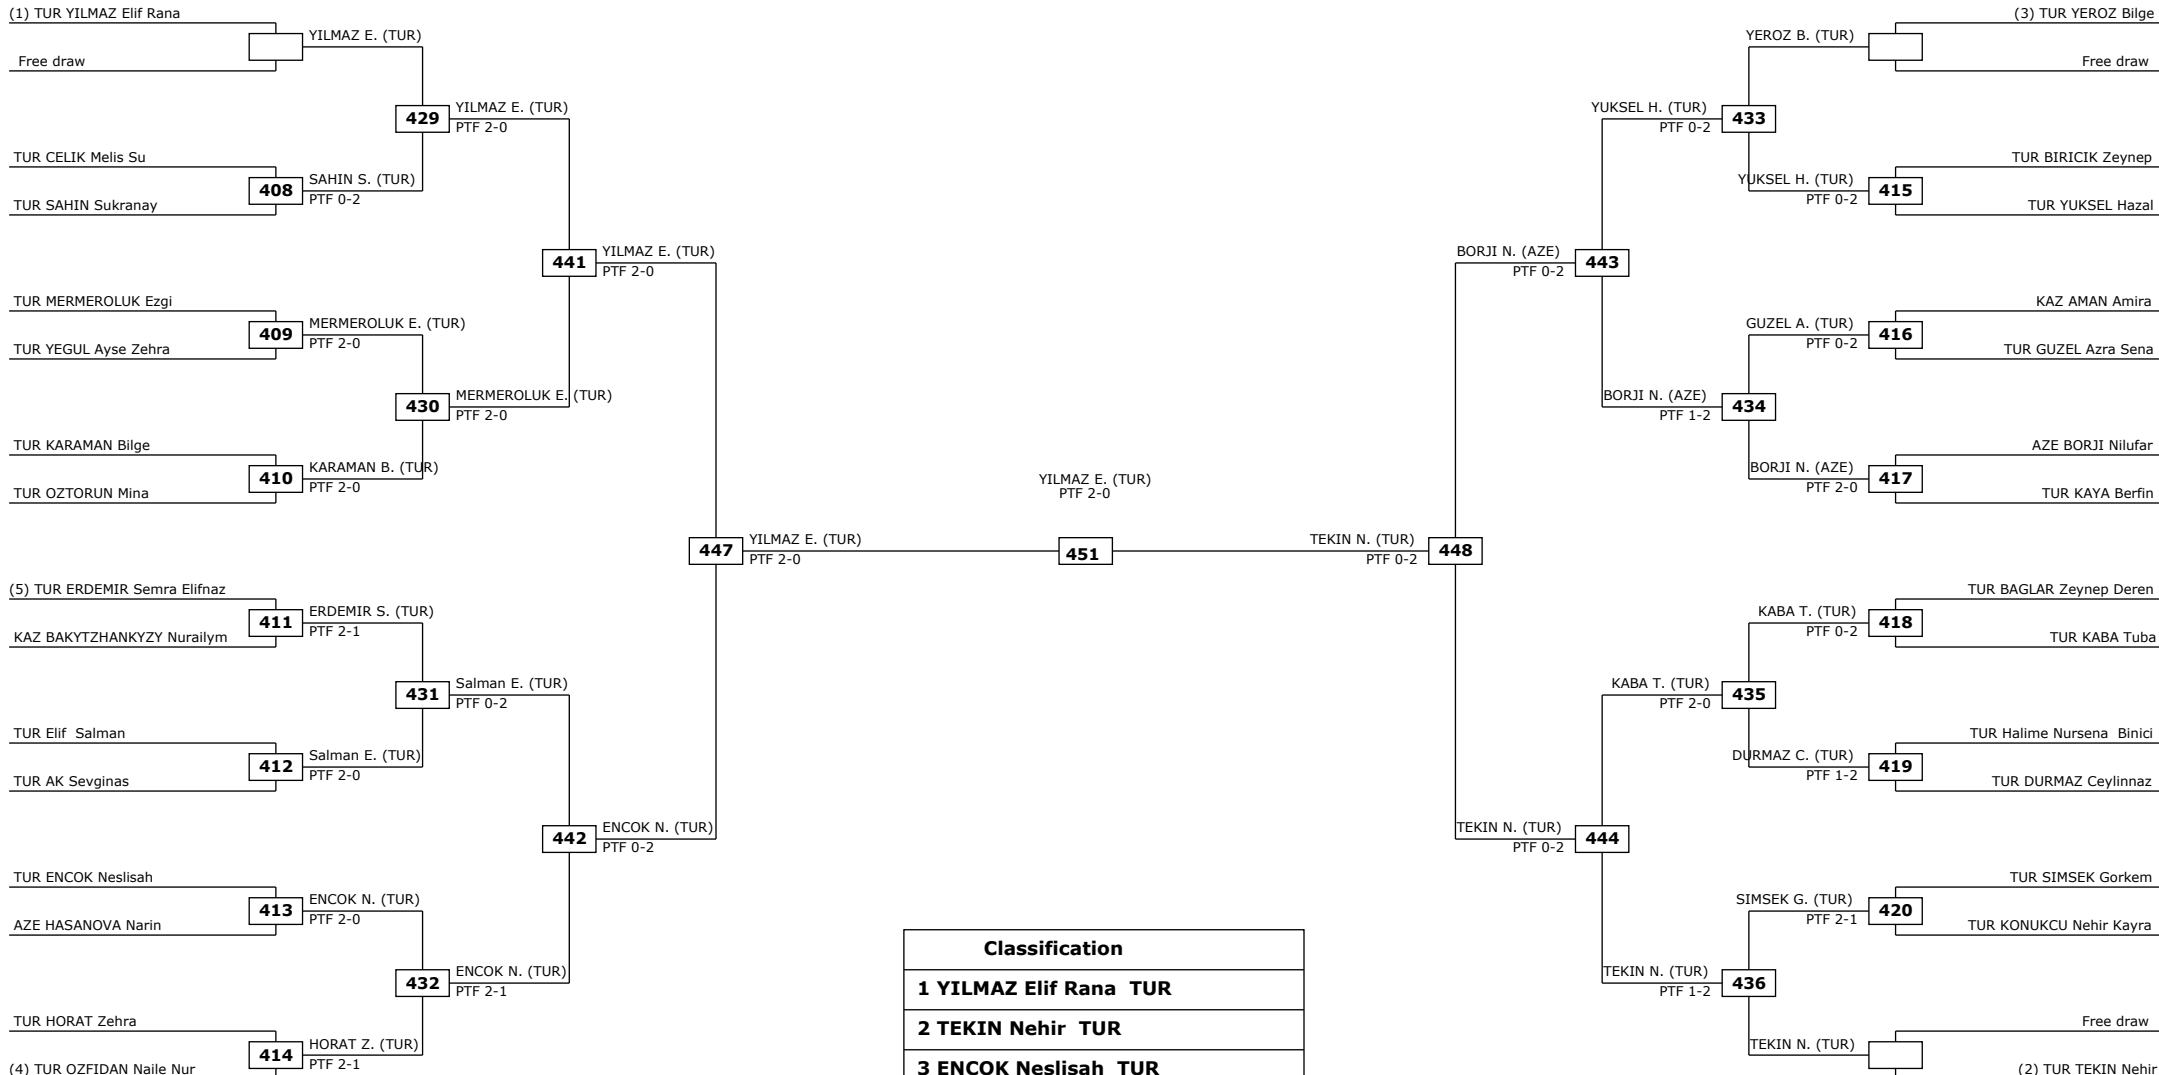 (1) TUR YILMAZ Elif Rana
YILMAZ E. (TUR)
Free draw
429
YILMAZ E. (TUR)
PTF 2-0
TUR CELIK Melis Su
408
SAHIN S. (TUR)
PTF 0-2
TUR SAHIN Sukranay
441
YILMAZ E. (TUR)
PTF 2-0
TUR MERMEROLUK Ezgi
409
MERMEROLUK E. (TUR)
PTF 2-0
TUR YEGUL Ayse Zehra
430
MERMEROLUK E. (TUR)
PTF 2-0
TUR KARAMAN Bilge
410
KARAMAN B. (TUR)
PTF 2-0
TUR OZTORUN Mina
447
YILMAZ E. (TUR)
PTF 2-0
(5) TUR ERDEMIR Semra Elifnaz
411
ERDEMIR S. (TUR)
PTF 2-1
KAZ BAKYTZHANKYZY Nurailym
431
Salman E. (TUR)
PTF 0-2
TUR Elif  Salman
412
Salman E. (TUR)
PTF 2-0
TUR AK Sevginas
442
ENCOK N. (TUR)
PTF 0-2
TUR ENCOK Neslisah
413
ENCOK N. (TUR)
PTF 2-0
AZE HASANOVA Narin
432
ENCOK N. (TUR)
PTF 2-1
TUR HORAT Zehra
414
HORAT Z. (TUR)
PTF 2-1
(4) TUR OZFIDAN Naile Nur
YILMAZ E. (TUR)
PTF 2-0
451
Classification
1 YILMAZ Elif Rana  TUR
2 TEKIN Nehir  TUR
3 ENCOK Neslisah  TUR
(3) TUR YEROZ Bilge
YEROZ B. (TUR)
Free draw
YUKSEL H. (TUR)
PTF 0-2
433
TUR BIRICIK Zeynep
YUKSEL H. (TUR)
PTF 0-2
415
TUR YUKSEL Hazal
BORJI N. (AZE)
PTF 0-2
443
KAZ AMAN Amira
GUZEL A. (TUR)
PTF 0-2
416
TUR GUZEL Azra Sena
BORJI N. (AZE)
PTF 1-2
434
AZE BORJI Nilufar
BORJI N. (AZE)
PTF 2-0
417
TUR KAYA Berfin
TEKIN N. (TUR)
PTF 0-2
448
TUR BAGLAR Zeynep Deren
KABA T. (TUR)
PTF 0-2
418
TUR KABA Tuba
KABA T. (TUR)
PTF 2-0
435
TUR Halime Nursena  Binici
DURMAZ C. (TUR)
PTF 1-2
419
TUR DURMAZ Ceylinnaz
TEKIN N. (TUR)
PTF 0-2
444
TUR SIMSEK Gorkem
SIMSEK G. (TUR)
PTF 2-1
420
TUR KONUKCU Nehir Kayra
TEKIN N. (TUR)
PTF 1-2
436
Free draw
TEKIN N. (TUR)
(2) TUR TEKIN Nehir